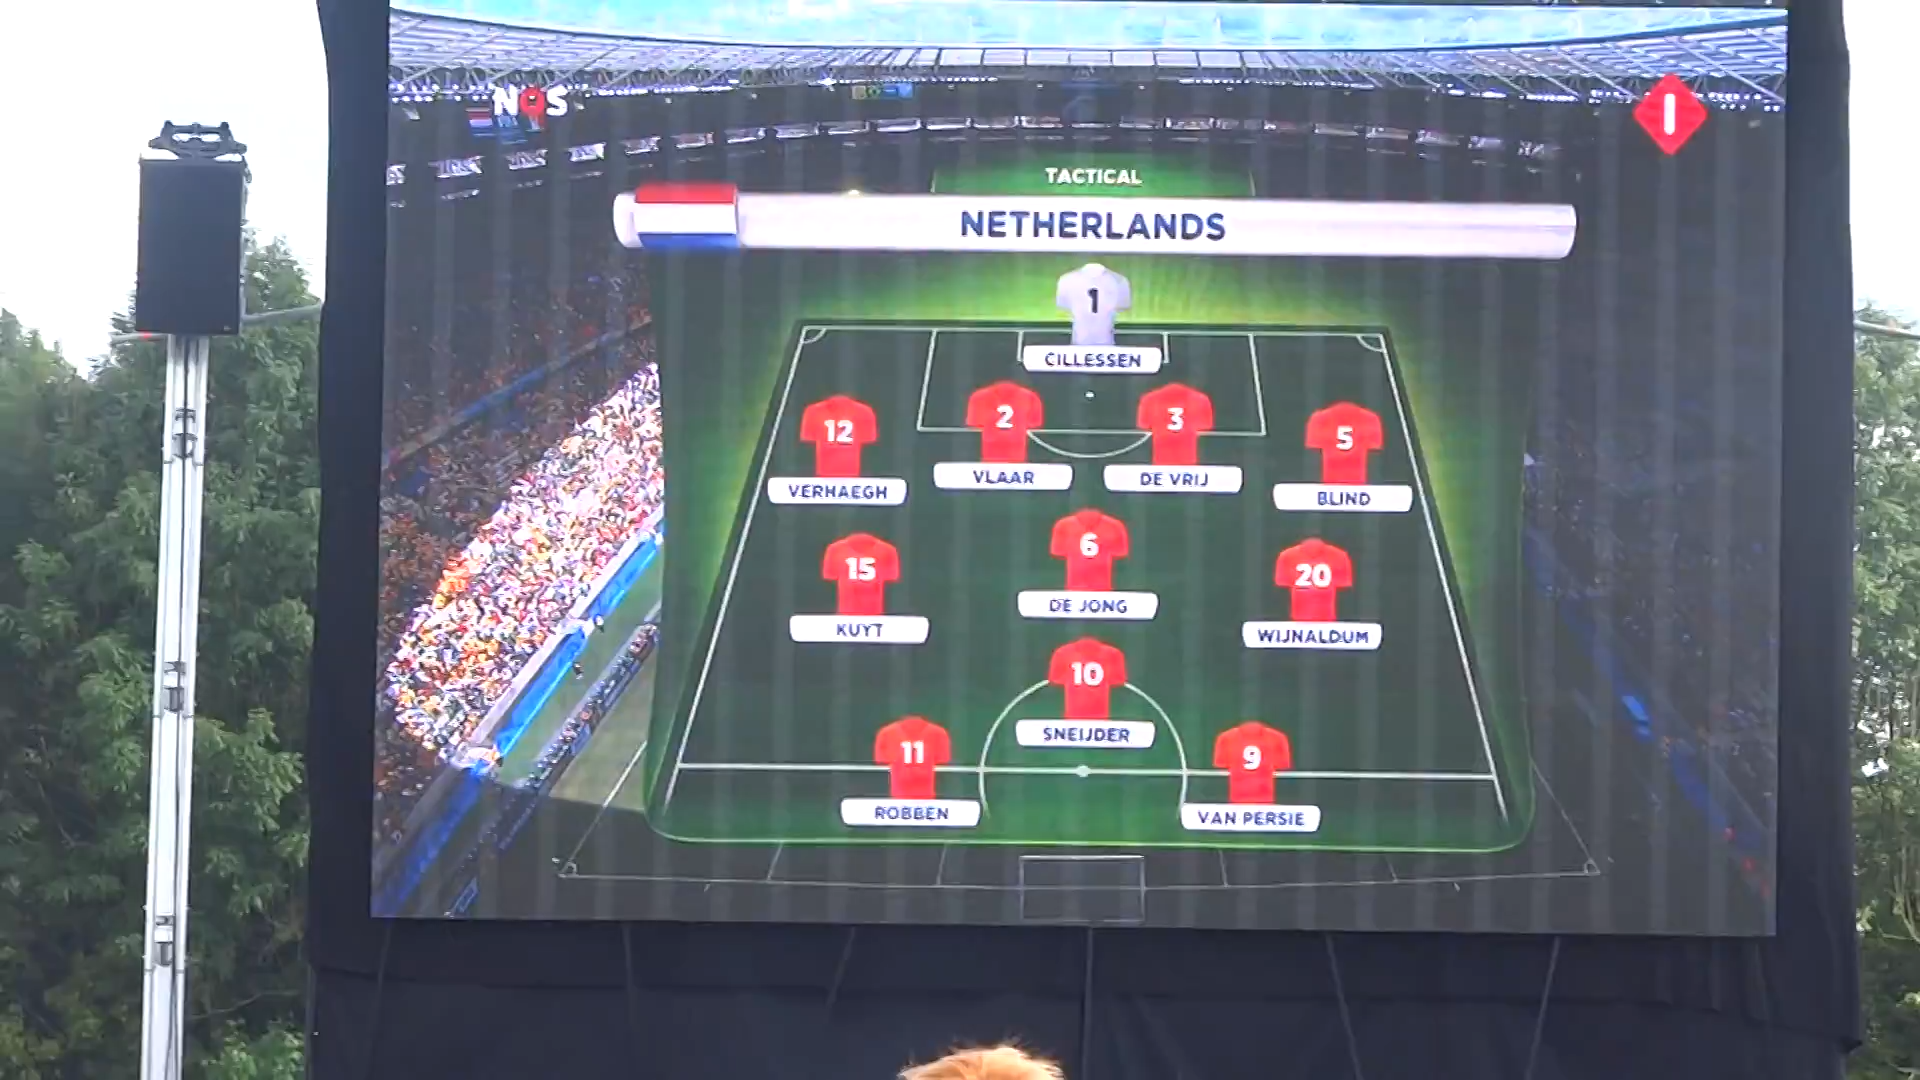 NOS
1
TACTICAL
NETHERLANDS
1
CILLESSEN
12
VERHAEGH
2
VLAAR
3
DE VRIJ
5
BLIND
15
KUYT
6
DE JONG
20
WIJNALDUM
10
SNEIJDER
11
ROBBEN
9
VAN PERSIE